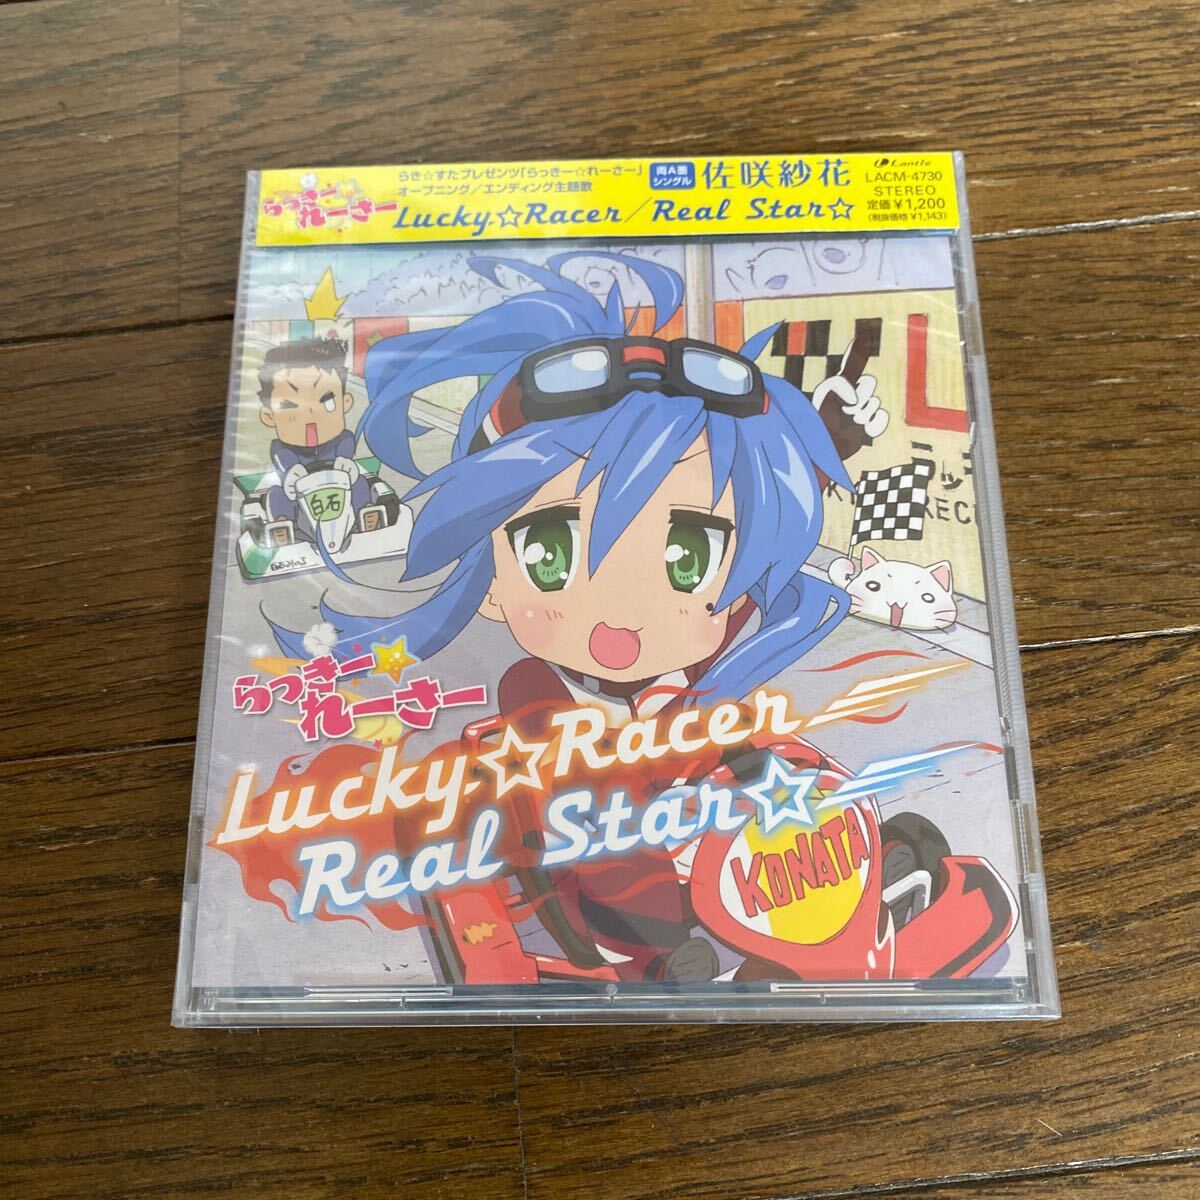 らっきー☆
れーさー
らき☆すたプレゼンツ「らっきー☆れーさー」
オープニング/エンディング主題歌
両A面
シングル
佐咲紗花
Lucky☆Racer/Real Star☆
Lantis
LACM-4730
STEREO
定価¥1,200
(税抜価格¥1,143)
白石
らっきー☆
れーさー
Lucky☆Racer
Real Star☆
KONATA